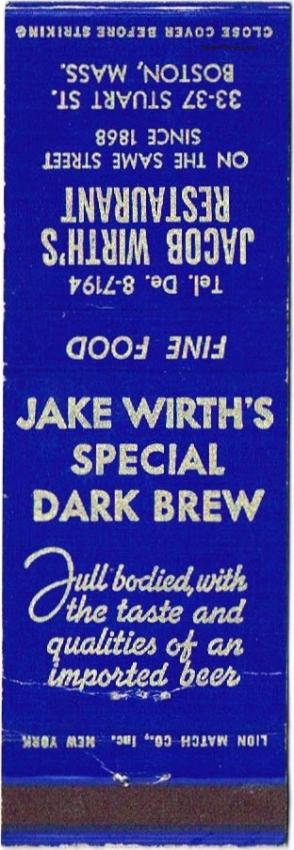 CLOSE COVER BEFORE STRIKING
FINE FOOD
Tel. De. 8-7194
JACOB WIRTH'S
RESTAURANT
ON THE SAME STREET
SINCE 1868
33-37 STUART ST.
BOSTON, MASS.
JAKE WIRTH'S
SPECIAL
DARK BREW
Full bodied, with
the taste and
qualities of an
imported beer
LION MATCH CO., Inc. NEW YORK